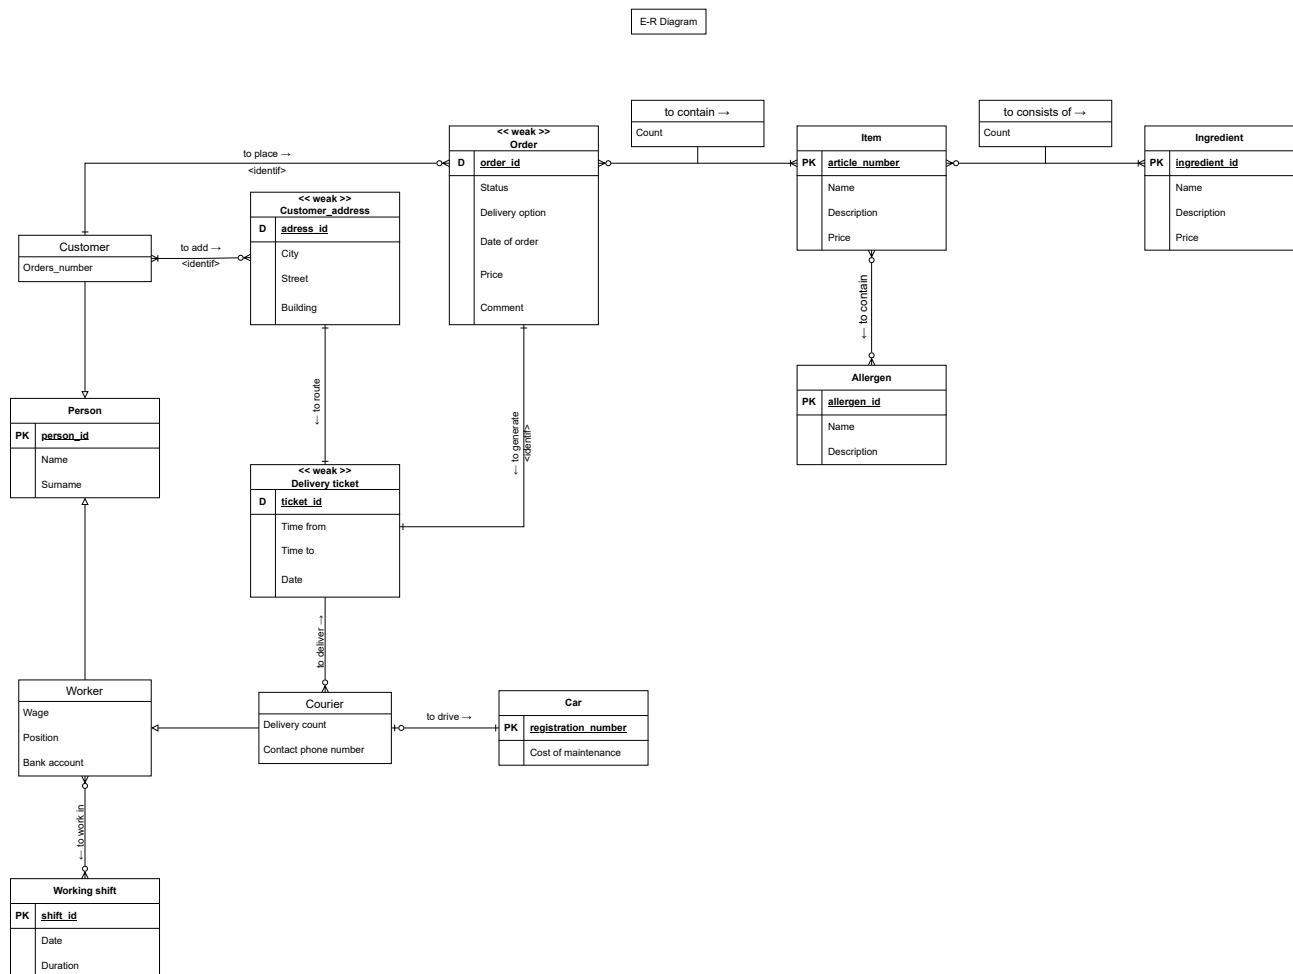 E-R Diagram
to contain →
Count
to consists of →
Count
<< weak >>
Order
D order_id
Status
Delivery option
Date of order
Price
Comment
Item
PK article_number
Name
Description
Price
Ingredient
PK ingredient_id
Name
Description
Price
to place →
<identif>
<< weak >>
Customer_address
D adress_id
City
Street
Building
Customer
Orders_number
to add →
<identif>
← to contain
Allergen
PK allergen_id
Name
Description
← to route
← to generate
<identif>
Person
PK person_id
Name
Surname
<< weak >>
Delivery ticket
D ticket_id
Time from
Time to
Date
to deliver →
Worker
Wage
Position
Bank account
Courier
Delivery count
Contact phone number
to drive →
Car
PK registration_number
Cost of maintenance
← to work in
Working shift
PK shift_id
Date
Duration